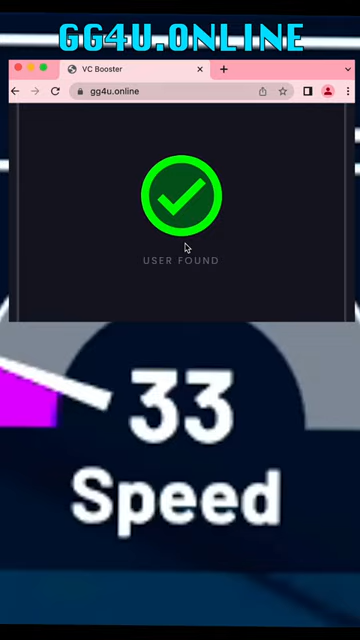 GG4U.ONLINE
VC Booster
gg4u.online
USER FOUND
33
Speed